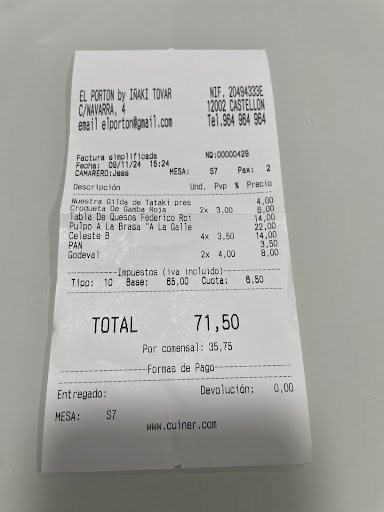 EL PORTON by IÑAKI TOVAR NIF. 20494333E
C/NAVARRA, 4 12002 CASTELLON
email elporton@gmail.com Tel.964 964 964
Factura simplificada NQ:00000429
Fecha: 09/11/24 15:24
CAMARERO:Jess MESA: S7 Pax: 2
Descripción Und. Pvp % Precio
Nuestra Gilda de Tataki pres 4,00
Croqueta De Gamba Roja 2x 3,00 6,00
Tabla De Quesos Federico Roi 14,00
Pulpo A La Brasa "A La Galle 22,00
Celeste B 4x 3,50 14,00
PAN 3,50
Godeval 2x 4,00 8,00
Impuestos (iva incluido)
Tipo: 10 Base: 65,00 Cuota: 6,50
TOTAL 71,50
Por comensal: 35,75
Formas de Pago
Entregado: Devolución: 0,00
MESA: S7
www.cuiner.com